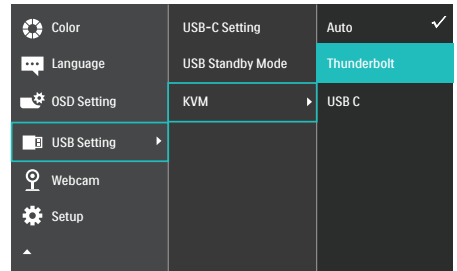 Color
Language
OSD Setting
USB Setting
Webcam
Setup
USB-C Setting
USB Standby Mode
KVM
Auto
Thunderbolt
USB C